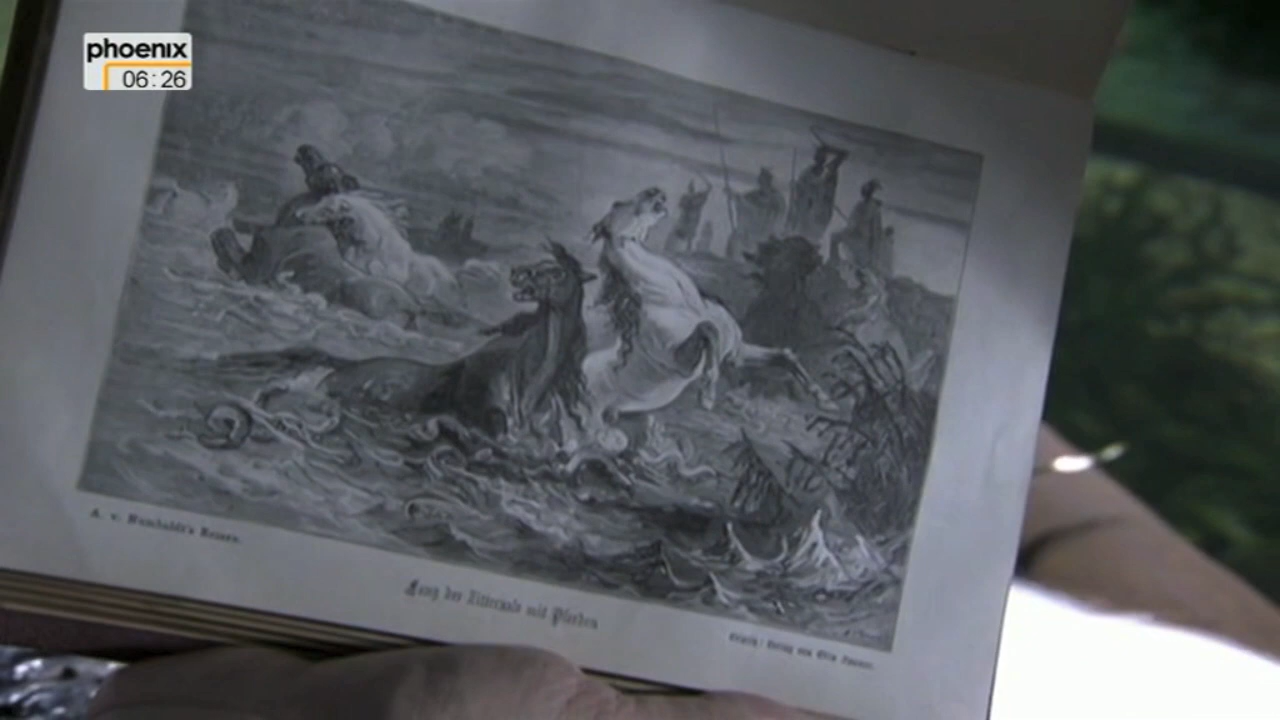 phoenix
06:26
A. v. Humboldt's Reisen.
Fang der Zitteraale mit Pferden
Leipzig: Verlag von Otto Spamer.